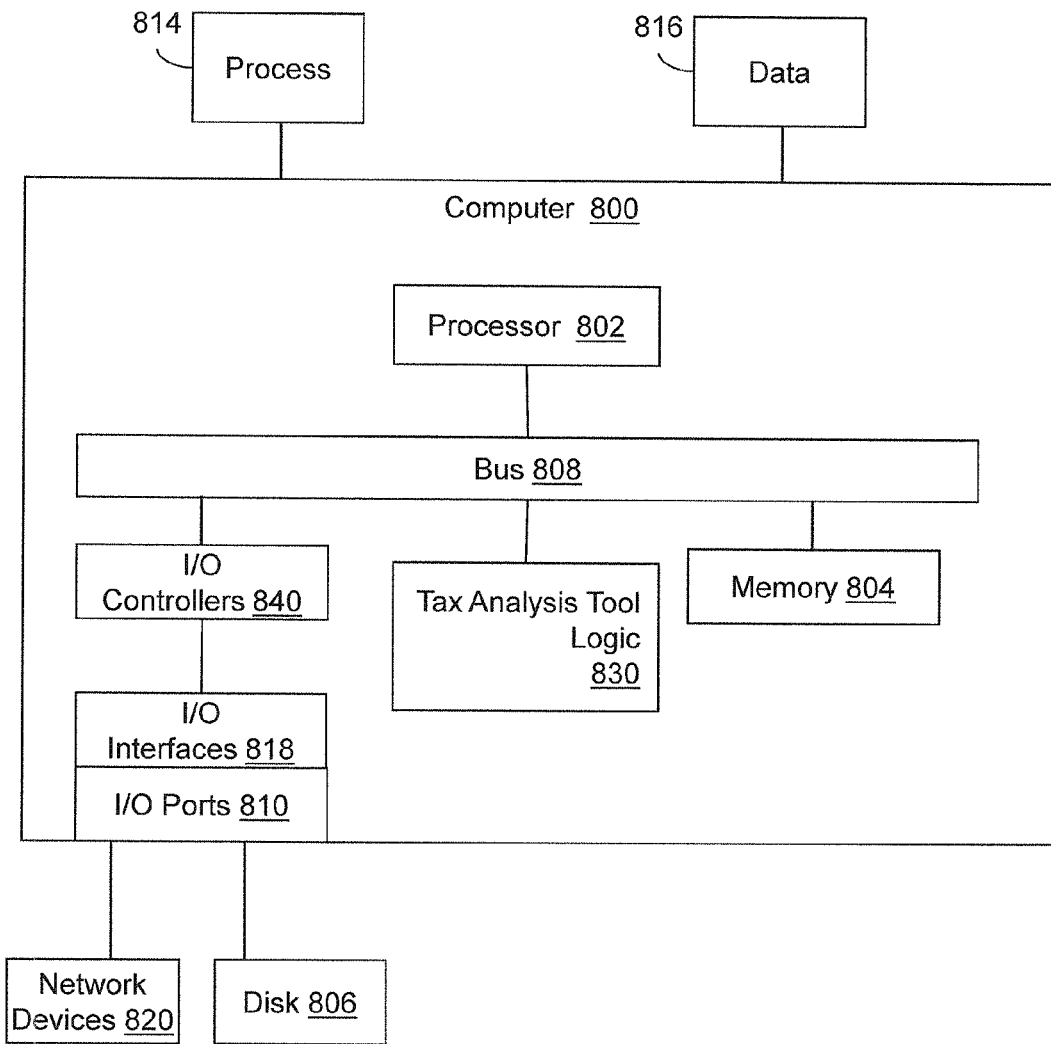 814
Process
816
Data
Computer 800
Processor 802
Bus 808
I/O
Controllers 840
Tax Analysis Tool
Logic
830
Memory 804
I/O
Interfaces 818
I/O Ports 810
Network
Devices 820
Disk 806